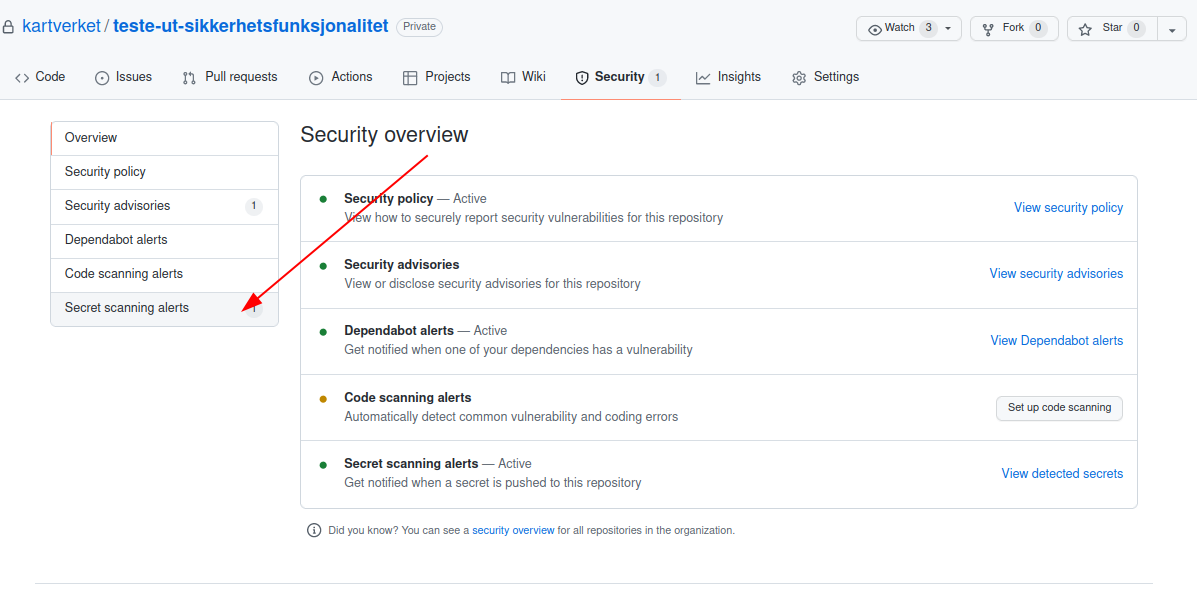 kartverket / teste-ut-sikkerhetsfunksjonalitet Private Watch 3 Fork 0 Star 0
Code Issues Pull requests Actions Projects Wiki Security 1 Insights Settings
Overview
Security policy
Security advisories 1
Dependabot alerts
Code scanning alerts
Secret scanning alerts 1
Security overview
Security policy — Active
View how to securely report security vulnerabilities for this repository
View security policy
Security advisories
View or disclose security advisories for this repository
View security advisories
Dependabot alerts — Active
Get notified when one of your dependencies has a vulnerability
View Dependabot alerts
Code scanning alerts
Automatically detect common vulnerability and coding errors
Set up code scanning
Secret scanning alerts — Active
Get notified when a secret is pushed to this repository
View detected secrets
Did you know? You can see a security overview for all repositories in the organization.